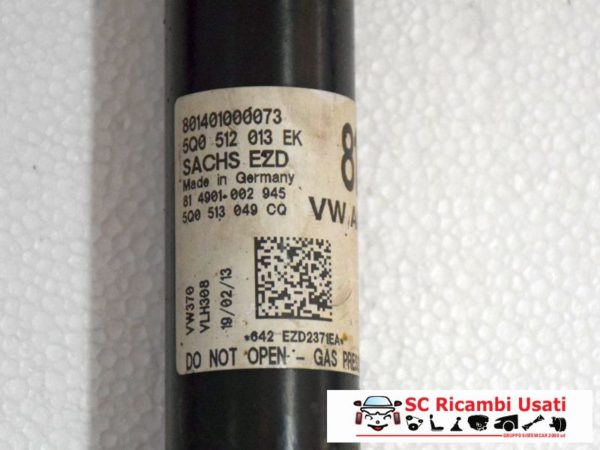 801401000073
5Q0 512 013 EK
SACHS EZD
Made in Germany
81 4901-002 945
5Q0 513 049 CQ
VW
VW370
VLH308
19/02/13
*642 EZD2371EA*
DO NOT OPEN - GAS
SC Ricambi Usati